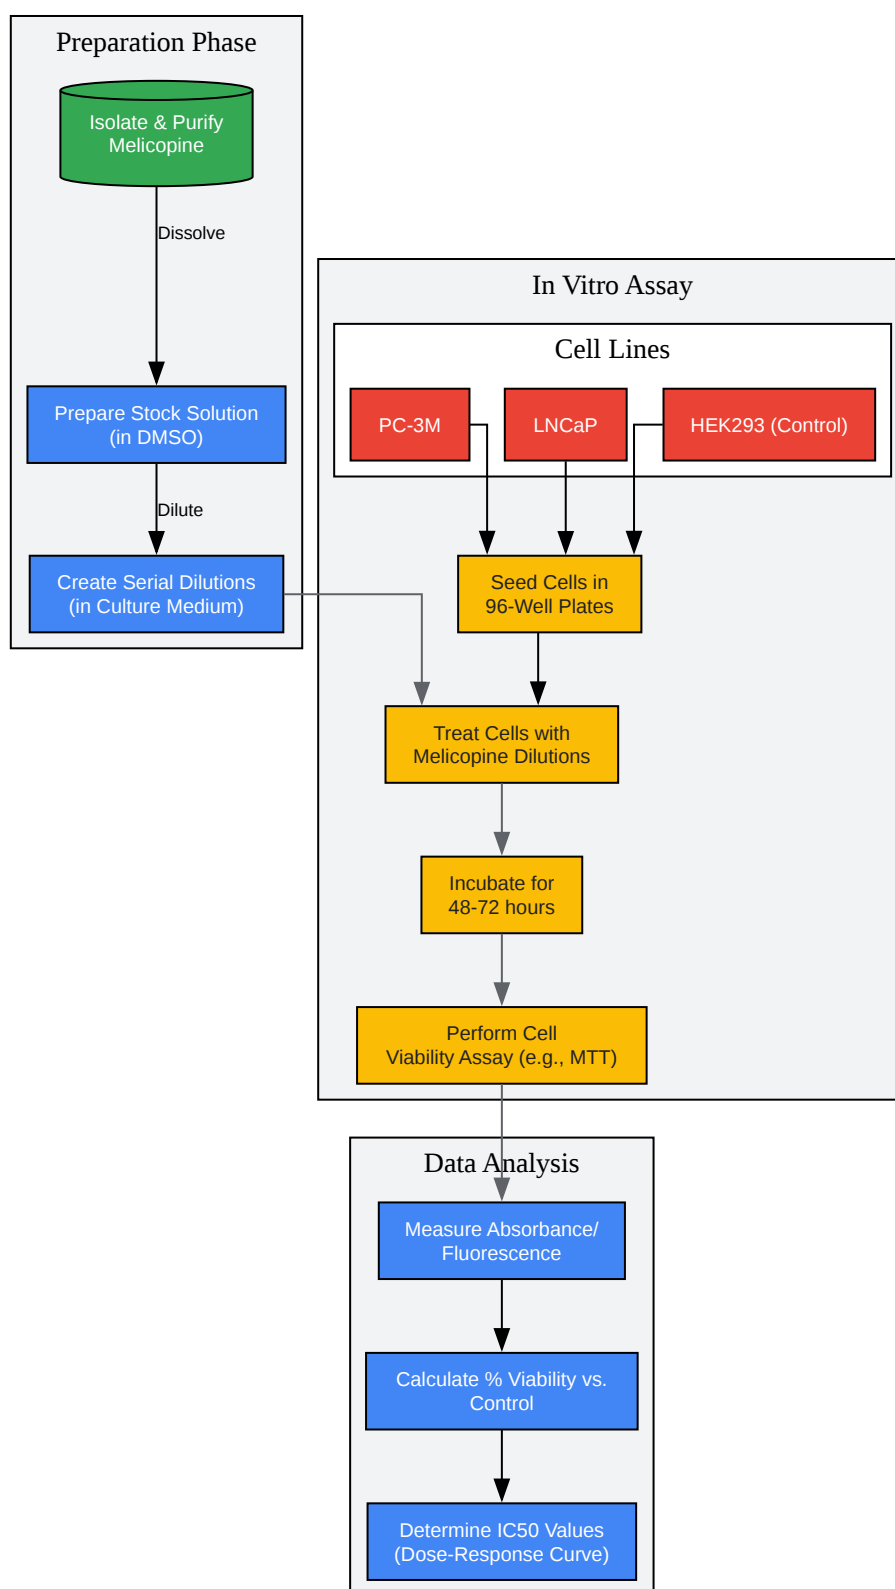 Preparation Phase
Isolate & Purify
Melicopine
Dissolve
Prepare Stock Solution
(in DMSO)
Dilute
Create Serial Dilutions
(in Culture Medium)
In Vitro Assay
Cell Lines
PC-3M
LNCaP
HEK293 (Control)
Seed Cells in
96-Well Plates
Treat Cells with
Melicopine Dilutions
Incubate for
48-72 hours
Perform Cell
Viability Assay (e.g., MTT)
Data Analysis
Measure Absorbance/
Fluorescence
Calculate % Viability vs.
Control
Determine IC50 Values
(Dose-Response Curve)